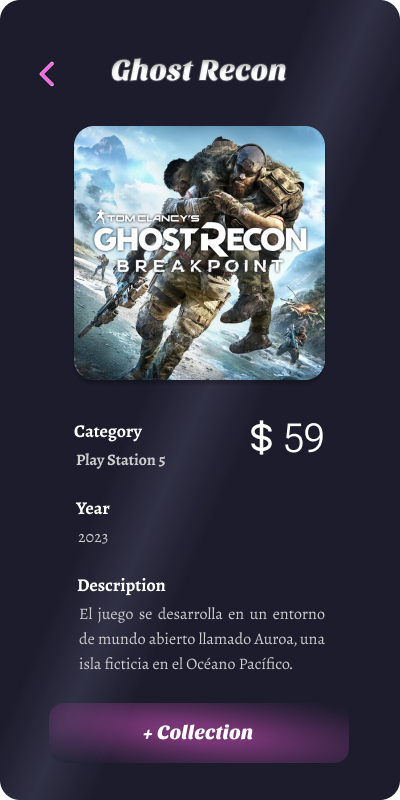 Ghost Recon
TOM CLANCY'S
GHOST RECON
BREAKPOINT
Category
$ 59
Play Station 5
Year
2023
Description
El juego se desarrolla en un entorno
de mundo abierto llamado Auroa, una
isla ficticia en el Océano Pacífico.
+ Collection